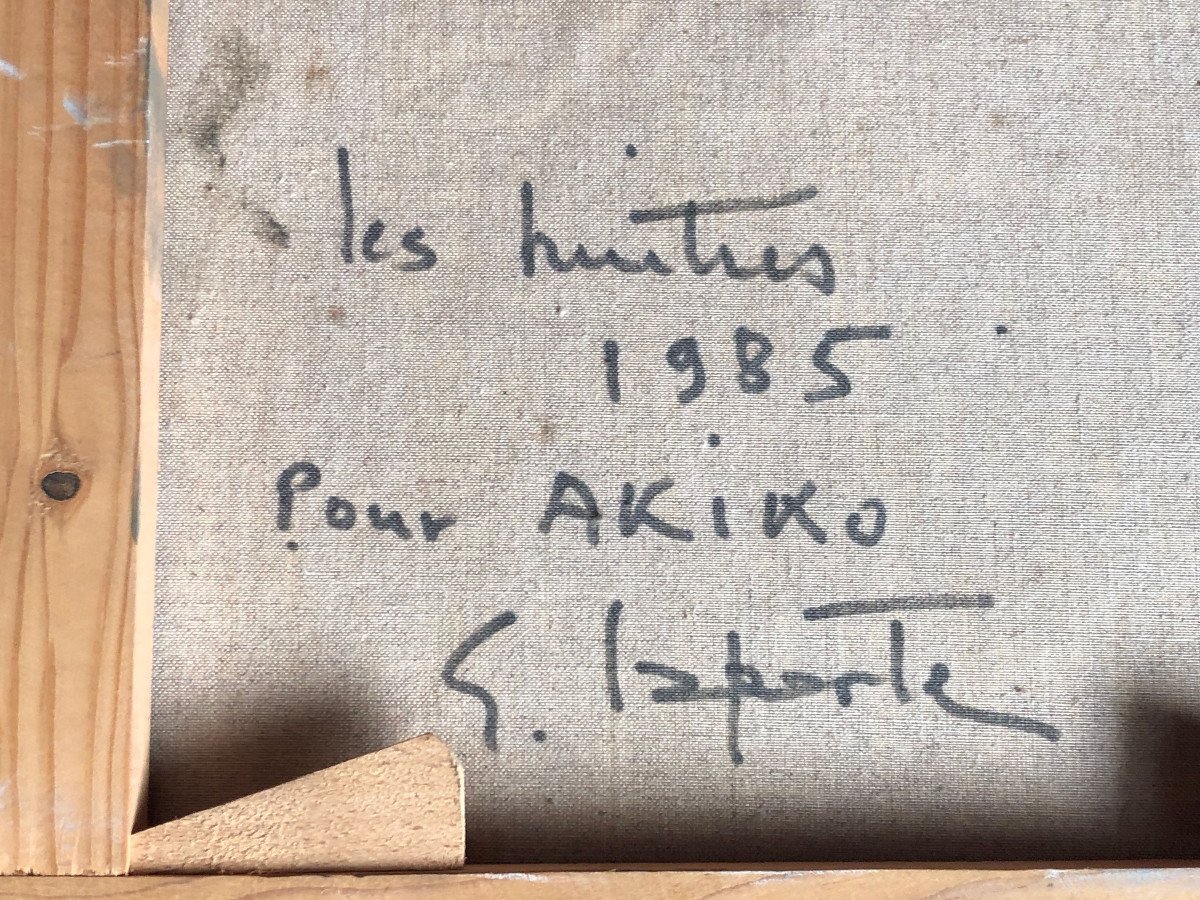 les huitres
1985
Pour AKiKo
G. laporte